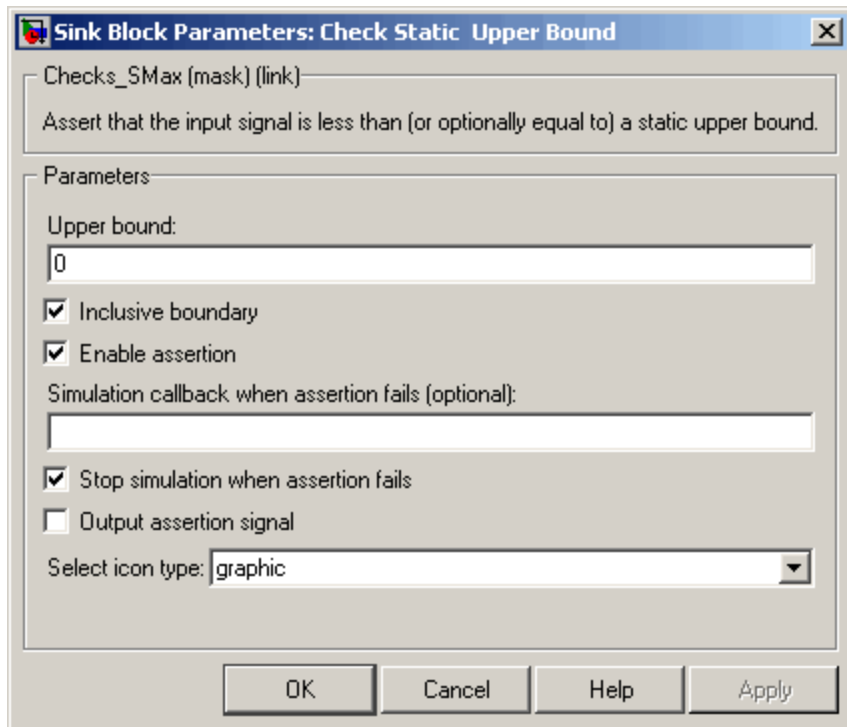 Sink Block Parameters: Check Static  Upper Bound
Checks_SMax (mask) (link)
Assert that the input signal is less than (or optionally equal to) a static upper bound.
Parameters
Upper bound:
0
Inclusive boundary
Enable assertion
Simulation callback when assertion fails (optional):
Stop simulation when assertion fails
Output assertion signal
Select icon type: graphic
OK Cancel Help Apply